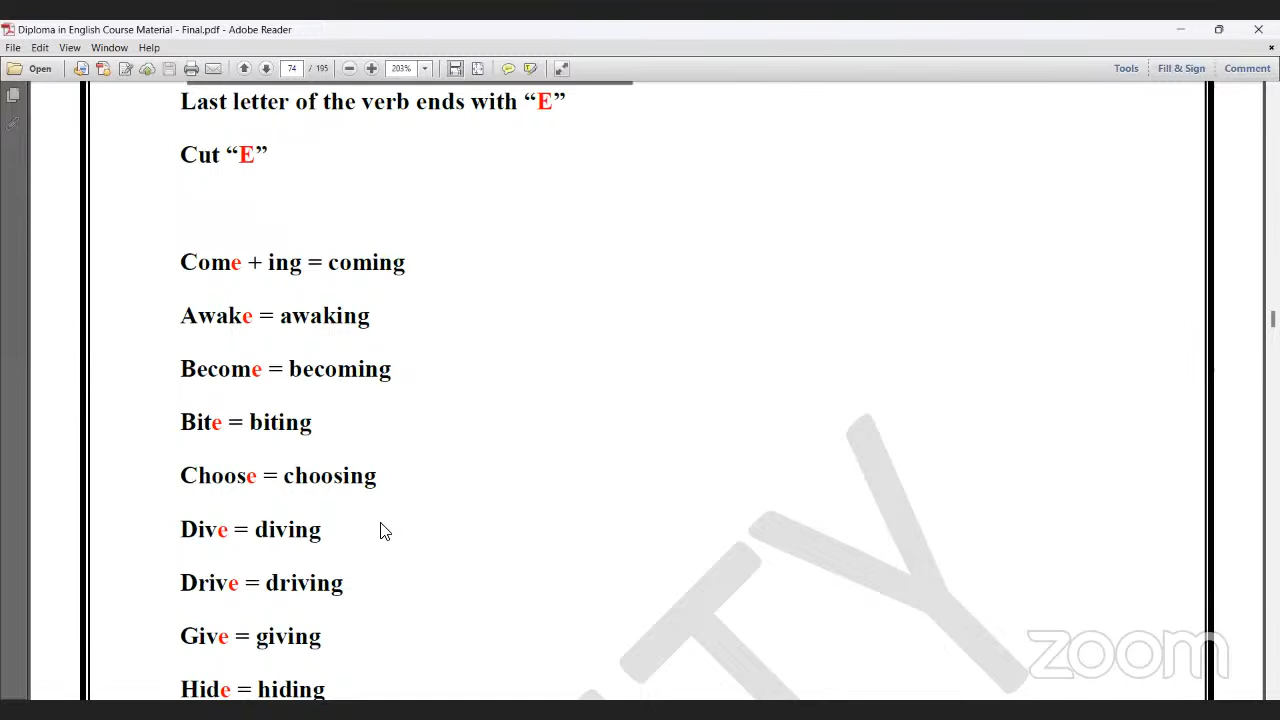 Diploma in English Course Material - Final.pdf - Adobe Reader
File Edit View Window Help
Open 74 / 195 203% Tools Fill & Sign Comment
Last letter of the verb ends with “E”
Cut “E”
Come + ing = coming
Awake = awaking
Become = becoming
Bite = biting
Choose = choosing
Dive = diving
Drive = driving
Give = giving
Hide = hiding
TY
zoom